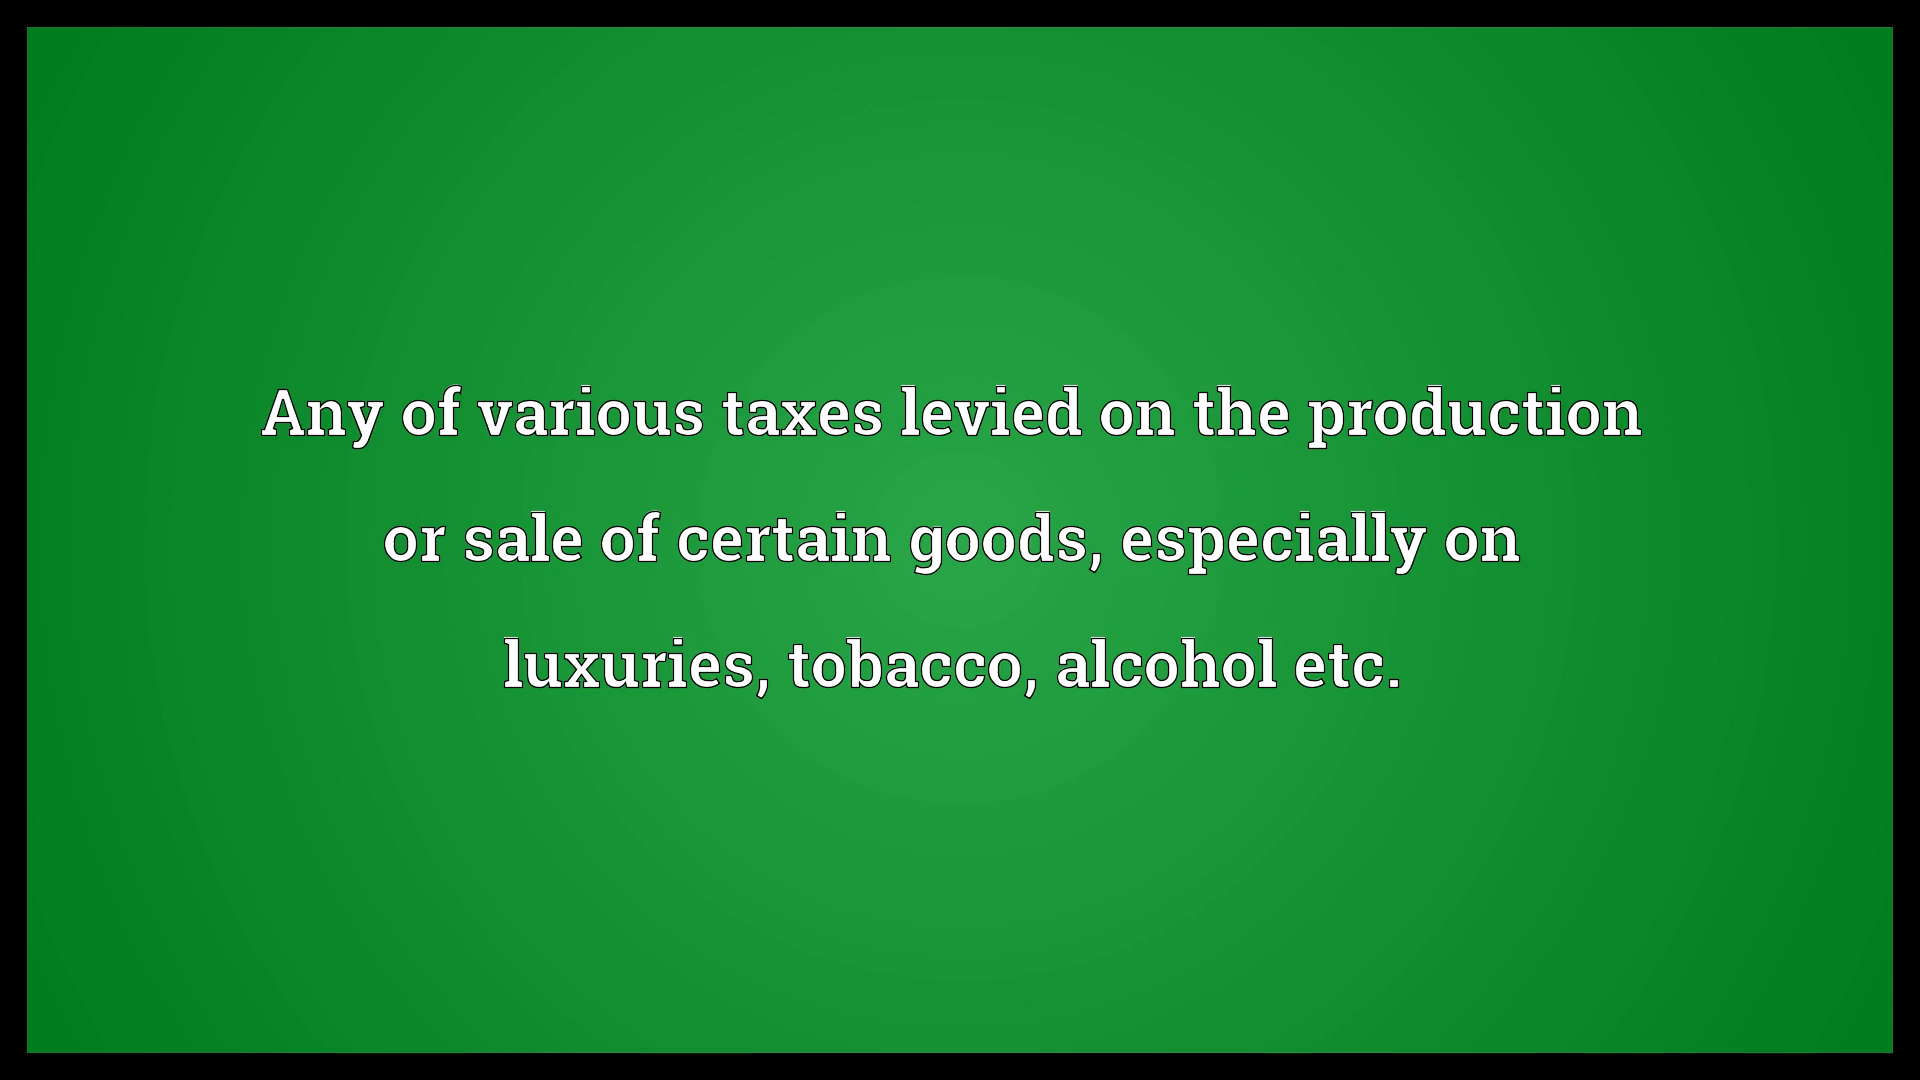 Any of various taxes levied on the production
or sale of certain goods, especially on
luxuries, tobacco, alcohol etc.